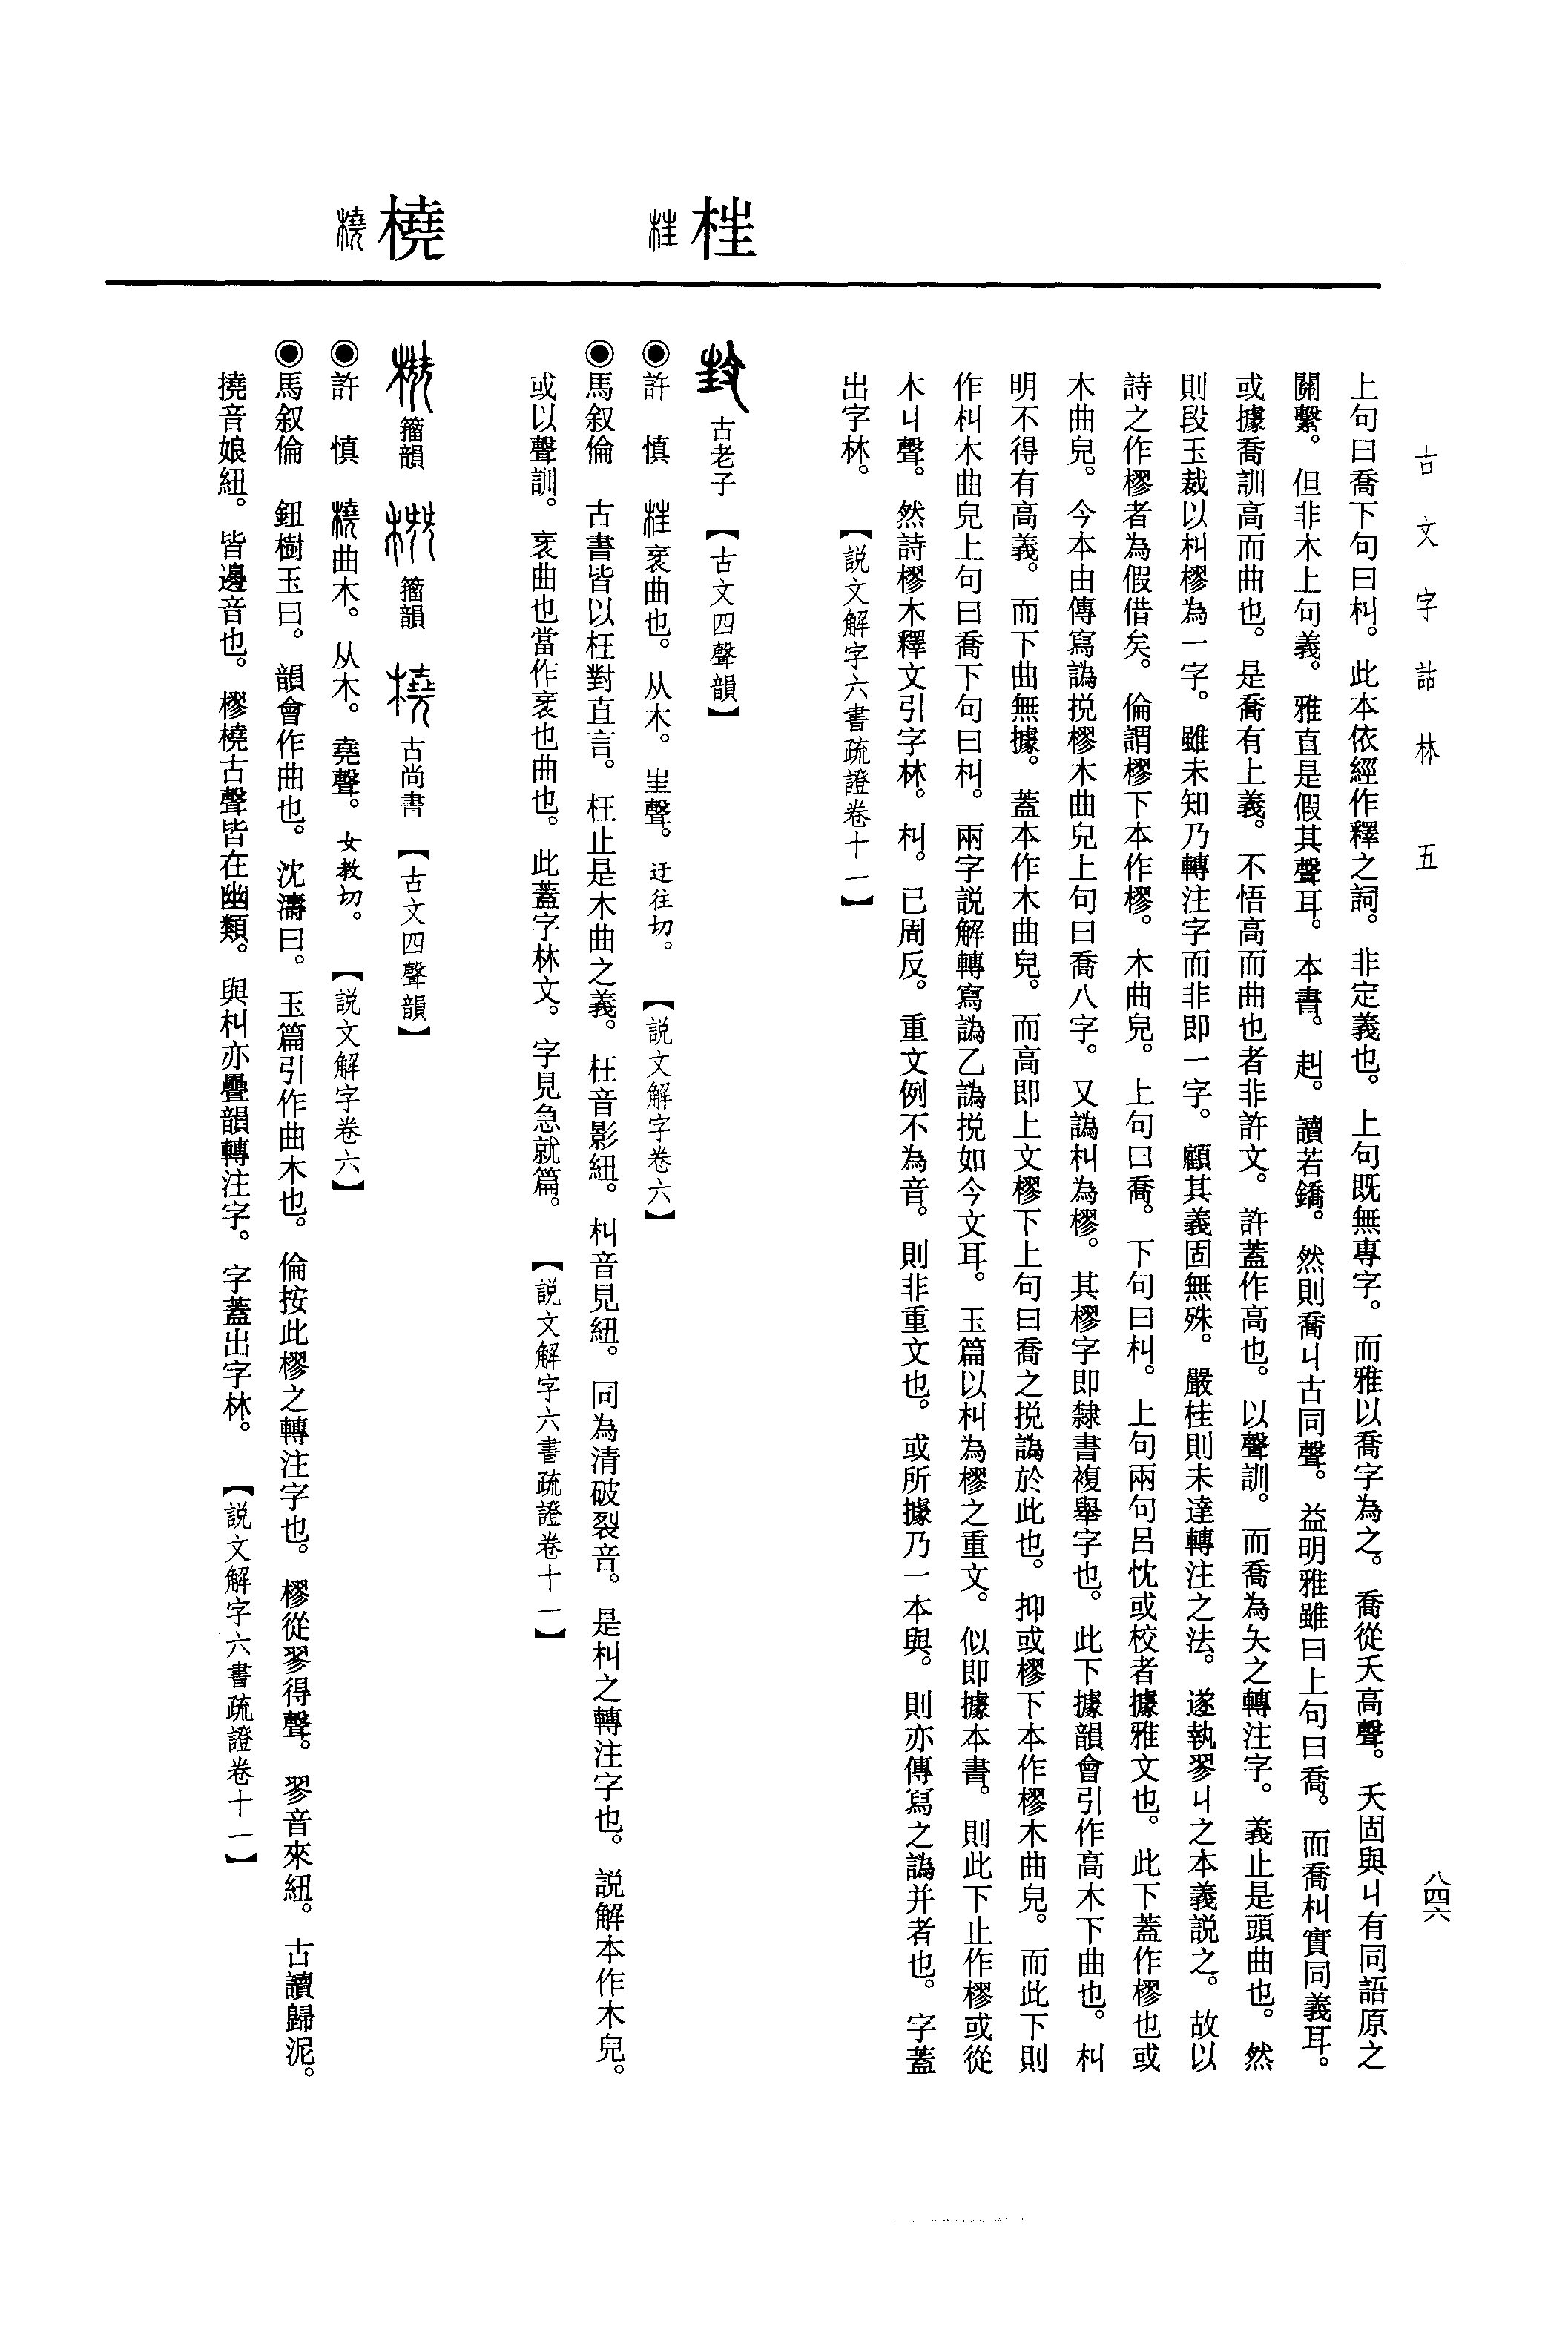 古文字詁林 五
八四六
上句曰喬下句曰朻。此本依經作釋之詞。非定義也。上句既無專字。而雅以喬字為之。喬從夭高聲。夭固與丩有同語原之
關繫。但非木上句義。雅直是假其聲耳。本書。赳。讀若鐈。然則喬丩古同聲。益明雅雖曰上句曰喬。而喬朻實同義耳。
或據喬訓高而曲也。是喬有上義。不悟高而曲也者非許文。許蓋作高也。以聲訓。而喬為夨之轉注字。義止是頭曲也。然
則段玉裁以朻樛為一字。雖未知乃轉注字而非即一字。顧其義固無殊。嚴桂則未達轉注之法。遂執翏丩之本義説之。故以
詩之作樛者為假借矣。倫謂樛下本作樛。木曲皃。上句曰喬。下句曰朻。上句兩句呂忱或校者據雅文也。此下蓋作樛也或
木曲皃。今本由傳寫譌挩樛木曲皃上句曰喬八字。又譌朻為樛。其樛字即隸書複舉字也。此下據韻會引作高木下曲也。朻
明不得有高義。而下曲無據。蓋本作木曲皃。而高即上文樛下上句曰喬之挩譌於此也。抑或樛下本作樛木曲皃。而此下則
作朻木曲皃上句曰喬下句曰朻。兩字説解轉寫譌乙譌挩如今文耳。玉篇以朻為樛之重文。似即據本書。則此下止作樛或從
木丩聲。然詩樛木釋文引字林。朻。已周反。重文例不為音。則非重文也。或所據乃一本與。則亦傳寫之譌并者也。字蓋
出字林。 【説文解字六書疏證卷十一】
㞷 古老子 【古文四聲韻】
◉許 慎 桂衺曲也。从木。㞷聲。迂往切。 【説文解字卷六】
◉馬叙倫 古書皆以枉對直言。枉止是木曲之義。枉音影紐。朻音見紐。同為清破裂音。是朻之轉注字也。説解本作木皃。
或以聲訓。衺曲也當作衺也曲也。此蓋字林文。字見急就篇。 【説文解字六書疏證卷十一】
橈
籀韻 籀韻 古尚書 【古文四聲韻】
◉許 慎 橈曲木。从木。堯聲。女教切。 【説文解字卷六】
◉馬叙倫 鈕樹玉曰。韻會作曲也。沈濤曰。玉篇引作曲木也。倫按此樛之轉注字也。樛從翏得聲。翏音來紐。古讀歸泥。
撓音娘紐。皆邊音也。樛橈古聲皆在幽類。與朻亦疊韻轉注字。字蓋出字林。 【説文解字六書疏證卷十一】